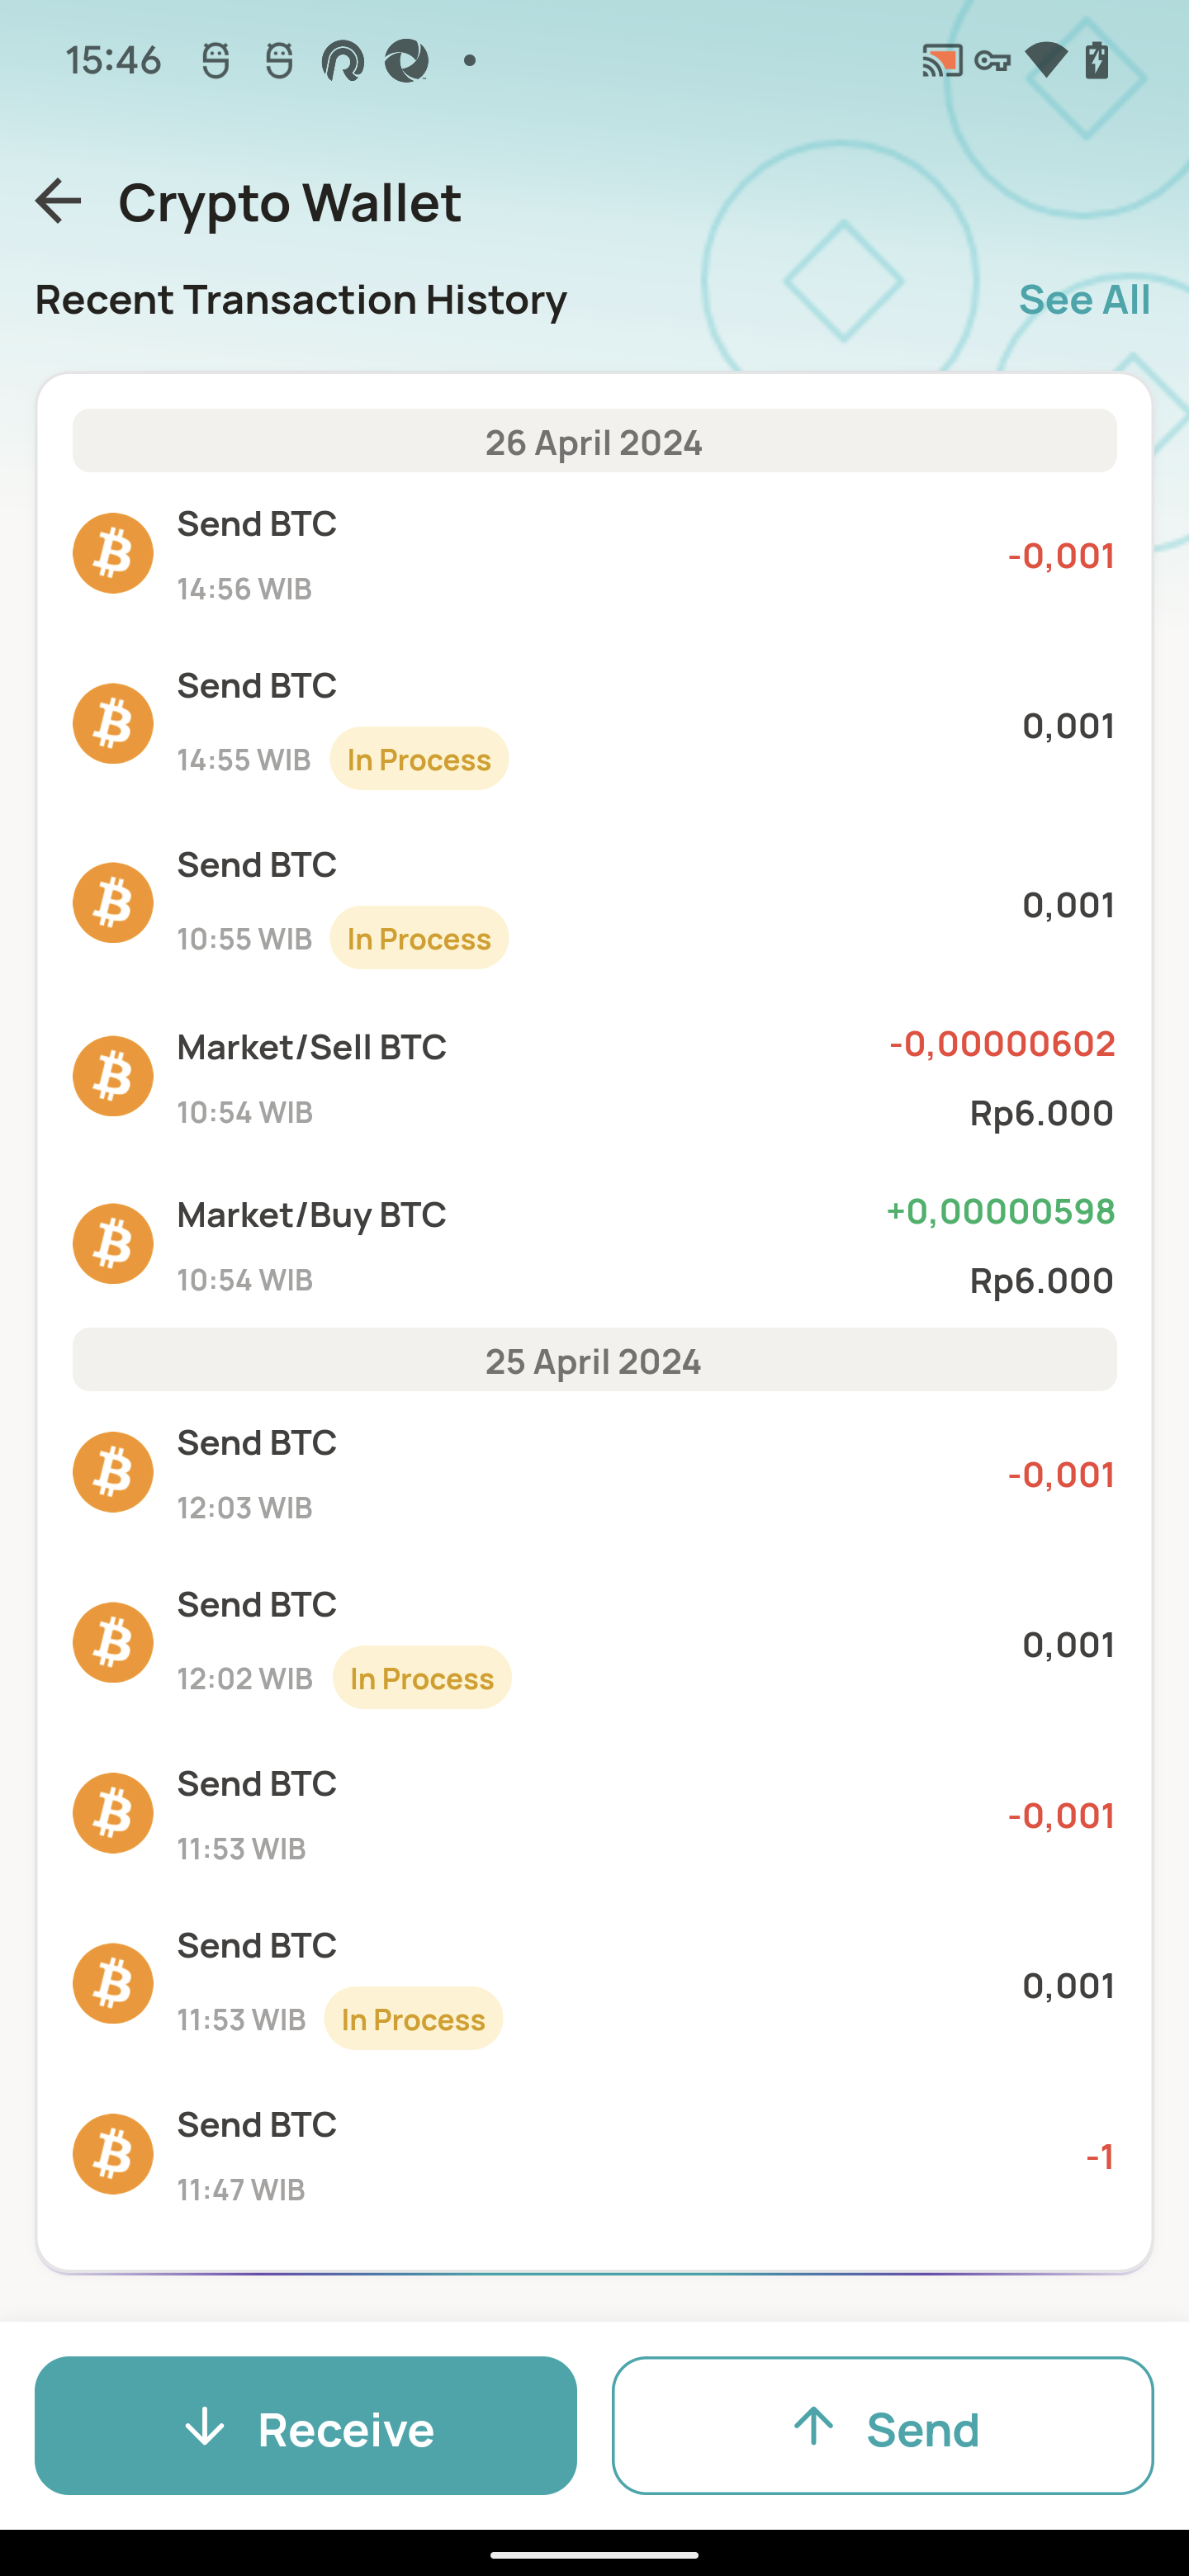 15:46
Crypto Wallet
Recent Transaction History See All
26 April 2024
Send BTC
14:56 WIB
-0,001
Send BTC
14:55 WIB In Process
0,001
Send BTC
10:55 WIB In Process
0,001
Market/Sell BTC
-0,00000602
10:54 WIB
Rp6.000
Market/Buy BTC
+0,00000598
10:54 WIB
Rp6.000
25 April 2024
Send BTC
12:03 WIB
-0,001
Send BTC
12:02 WIB In Process
0,001
Send BTC
11:53 WIB
-0,001
Send BTC
11:53 WIB In Process
0,001
Send BTC
11:47 WIB
-1
Receive
Send